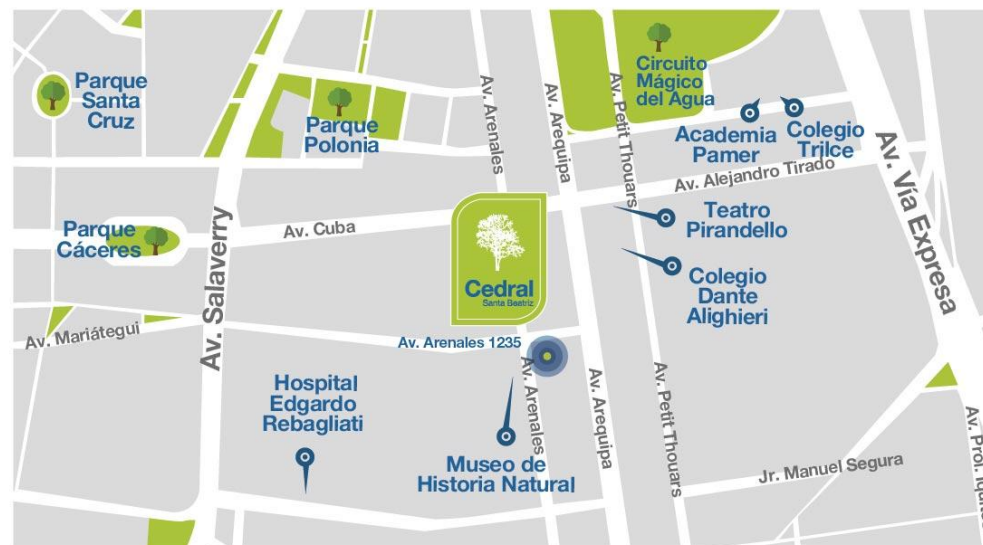 Parque
Santa
Cruz
Parque
Polonia
Circuito
Mágico
del Agua
Academia
Pamer
Colegio
Trilce
Av. Arenales
Av. Arequipa
Av. Petit Thouars
Av. Alejandro Tirado
Av. Vía Expresa
Parque
Cáceres
Av. Salaverry
Av. Cuba
Cedral
Santa Beatriz
Teatro
Pirandello
Colegio
Dante
Alighieri
Av. Mariátegui
Av. Arenales 1235
Hospital
Edgardo
Rebagliati
Museo de
Historia Natural
Av. Arenales
Av. Arequipa
Av. Petit Thouars
Jr. Manuel Segura
Av. Prol.